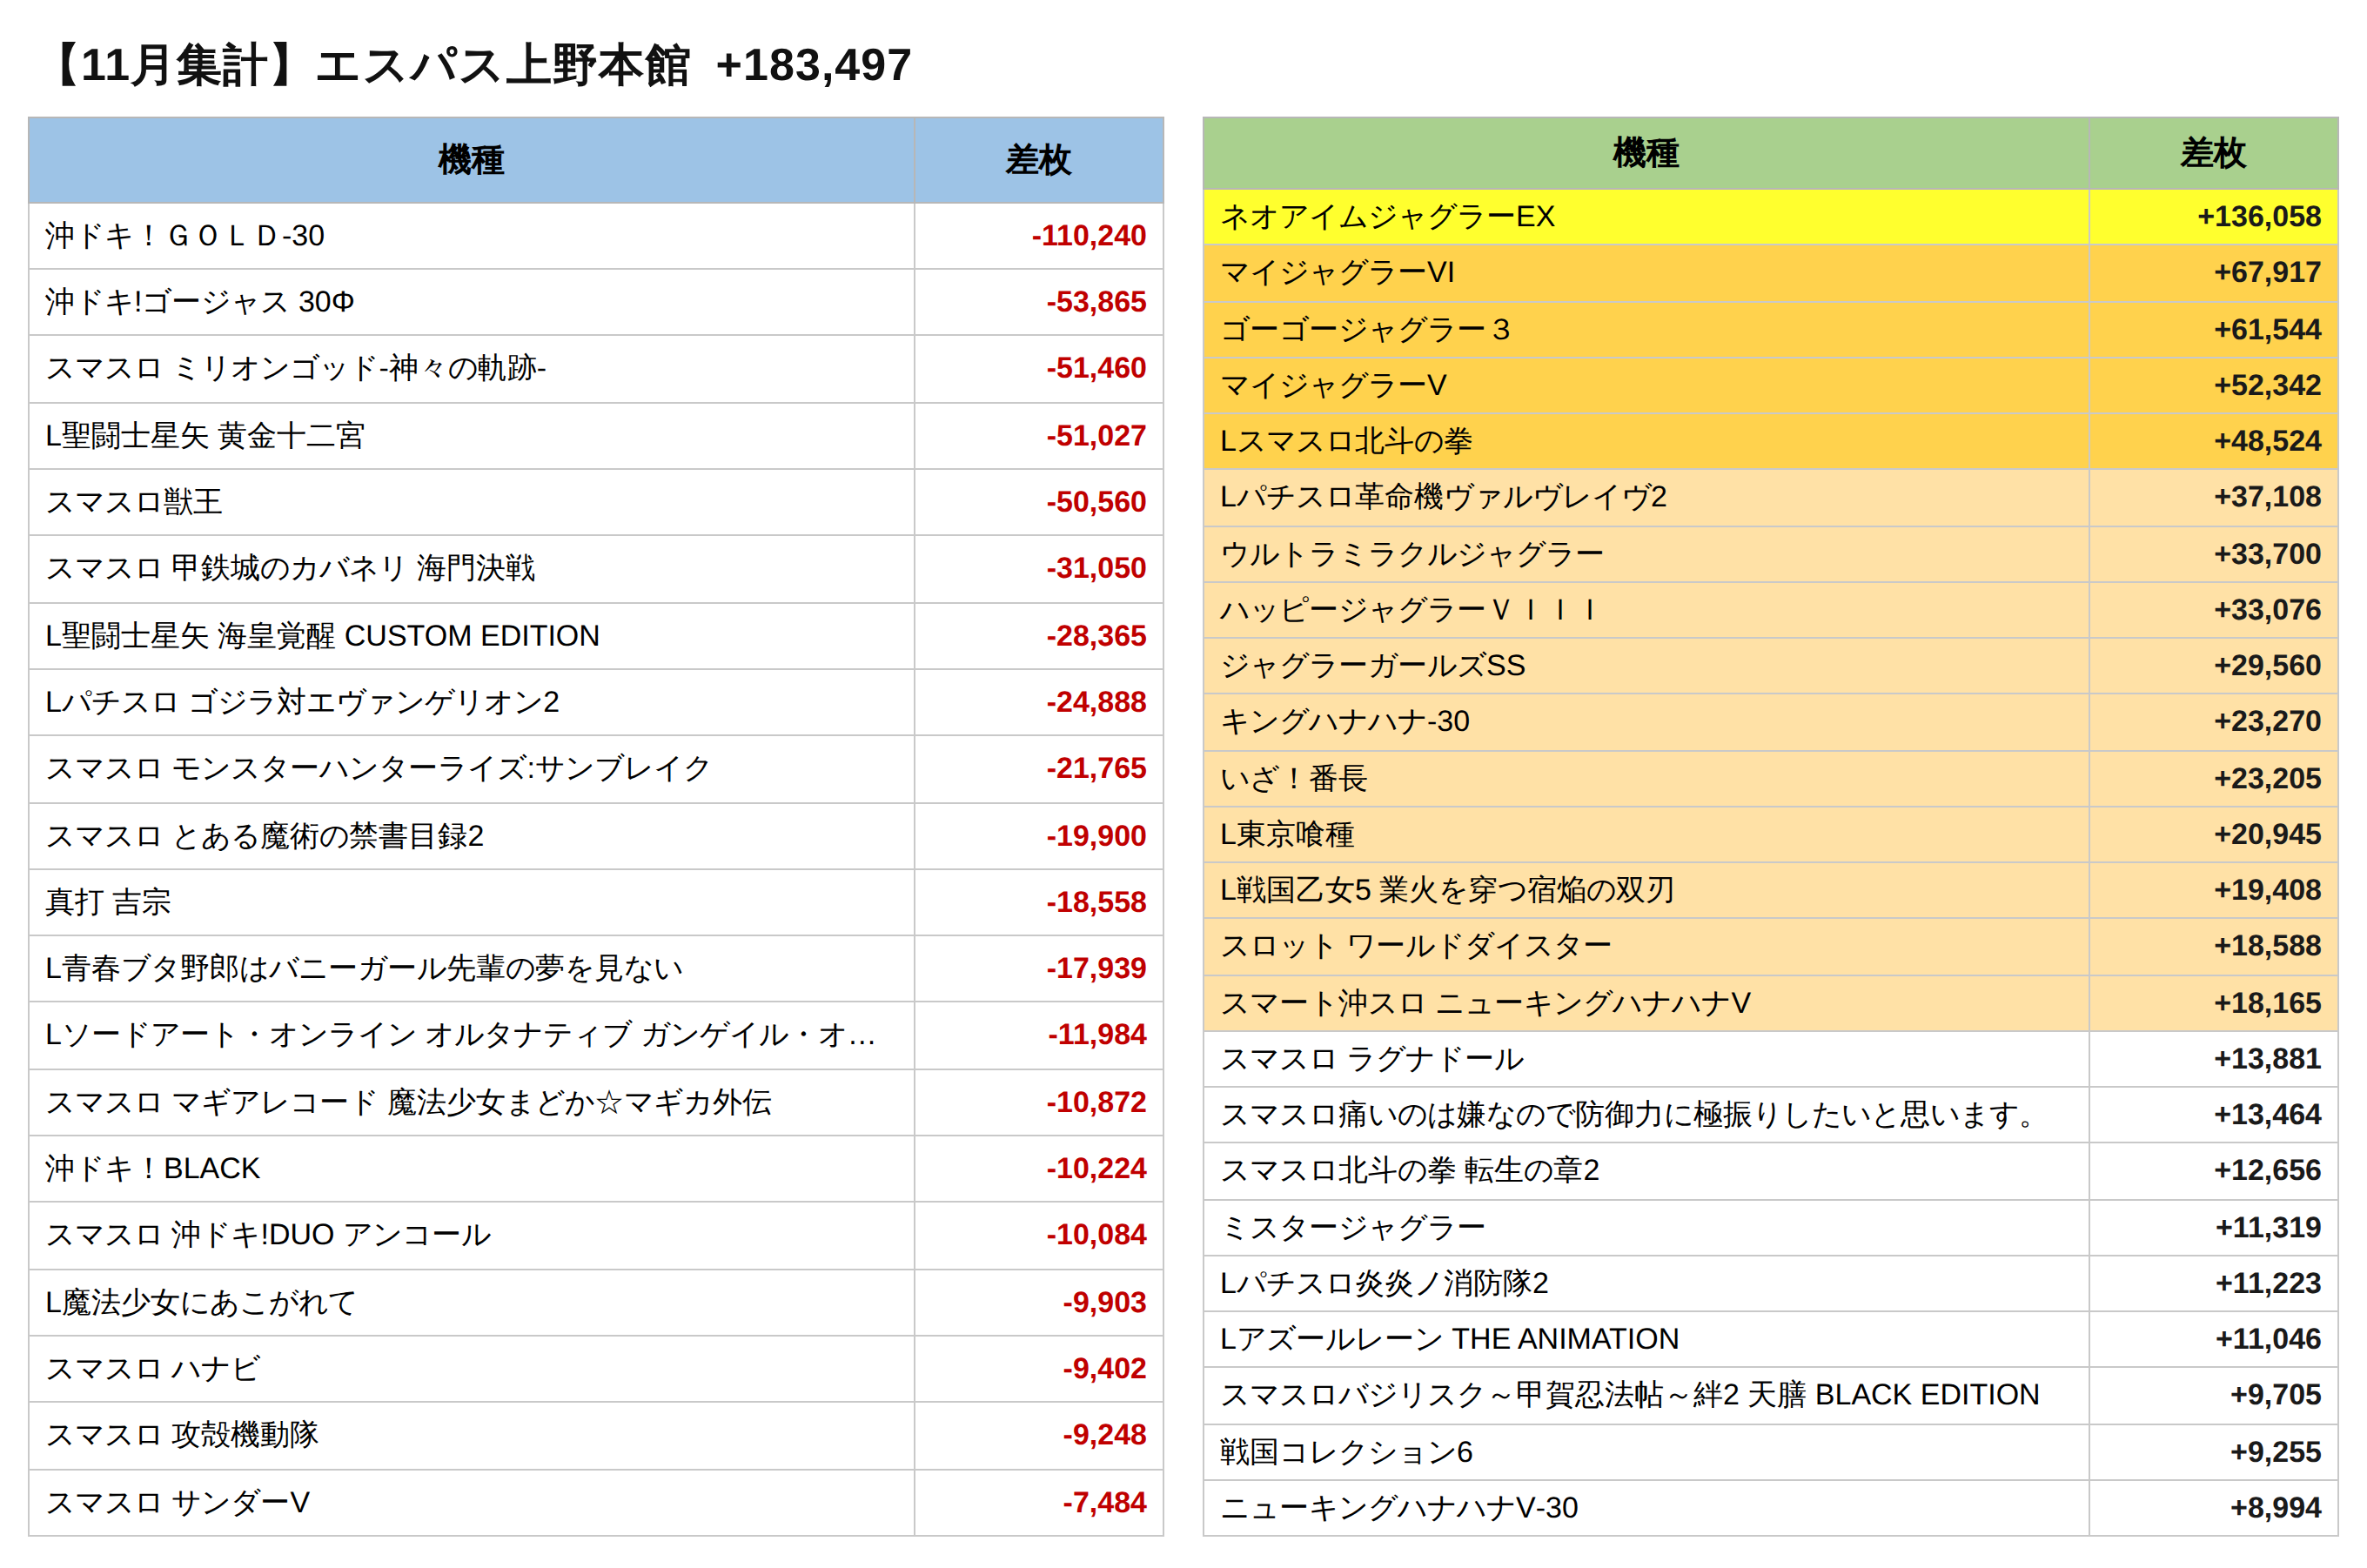 【11月集計】エスパス上野本館 +183,497
機種 差枚
沖ドキ！ＧＯＬＤ-30 -110,240
沖ドキ!ゴージャス 30Φ -53,865
スマスロ ミリオンゴッド-神々の軌跡- -51,460
L聖闘士星矢 黄金十二宮 -51,027
スマスロ獣王 -50,560
スマスロ 甲鉄城のカバネリ 海門決戦 -31,050
L聖闘士星矢 海皇覚醒 CUSTOM EDITION -28,365
Lパチスロ ゴジラ対エヴァンゲリオン2 -24,888
スマスロ モンスターハンターライズ:サンブレイク -21,765
スマスロ とある魔術の禁書目録2 -19,900
真打 吉宗 -18,558
L青春ブタ野郎はバニーガール先輩の夢を見ない -17,939
Lソードアート・オンライン オルタナティブ ガンゲイル・オ… -11,984
スマスロ マギアレコード 魔法少女まどか☆マギカ外伝 -10,872
沖ドキ！BLACK -10,224
スマスロ 沖ドキ!DUO アンコール -10,084
L魔法少女にあこがれて -9,903
スマスロ ハナビ -9,402
スマスロ 攻殻機動隊 -9,248
スマスロ サンダーV -7,484
機種 差枚
ネオアイムジャグラーEX +136,058
マイジャグラーVI +67,917
ゴーゴージャグラー３ +61,544
マイジャグラーV +52,342
Lスマスロ北斗の拳 +48,524
Lパチスロ革命機ヴァルヴレイヴ2 +37,108
ウルトラミラクルジャグラー +33,700
ハッピージャグラーＶＩＩＩ +33,076
ジャグラーガールズSS +29,560
キングハナハナ-30 +23,270
いざ！番長 +23,205
L東京喰種 +20,945
L戦国乙女5 業火を穿つ宿焔の双刃 +19,408
スロット ワールドダイスター +18,588
スマート沖スロ ニューキングハナハナV +18,165
スマスロ ラグナドール +13,881
スマスロ痛いのは嫌なので防御力に極振りしたいと思います。 +13,464
スマスロ北斗の拳 転生の章2 +12,656
ミスタージャグラー +11,319
Lパチスロ炎炎ノ消防隊2 +11,223
Lアズールレーン THE ANIMATION +11,046
スマスロバジリスク～甲賀忍法帖～絆2 天膳 BLACK EDITION +9,705
戦国コレクション6 +9,255
ニューキングハナハナV-30 +8,994